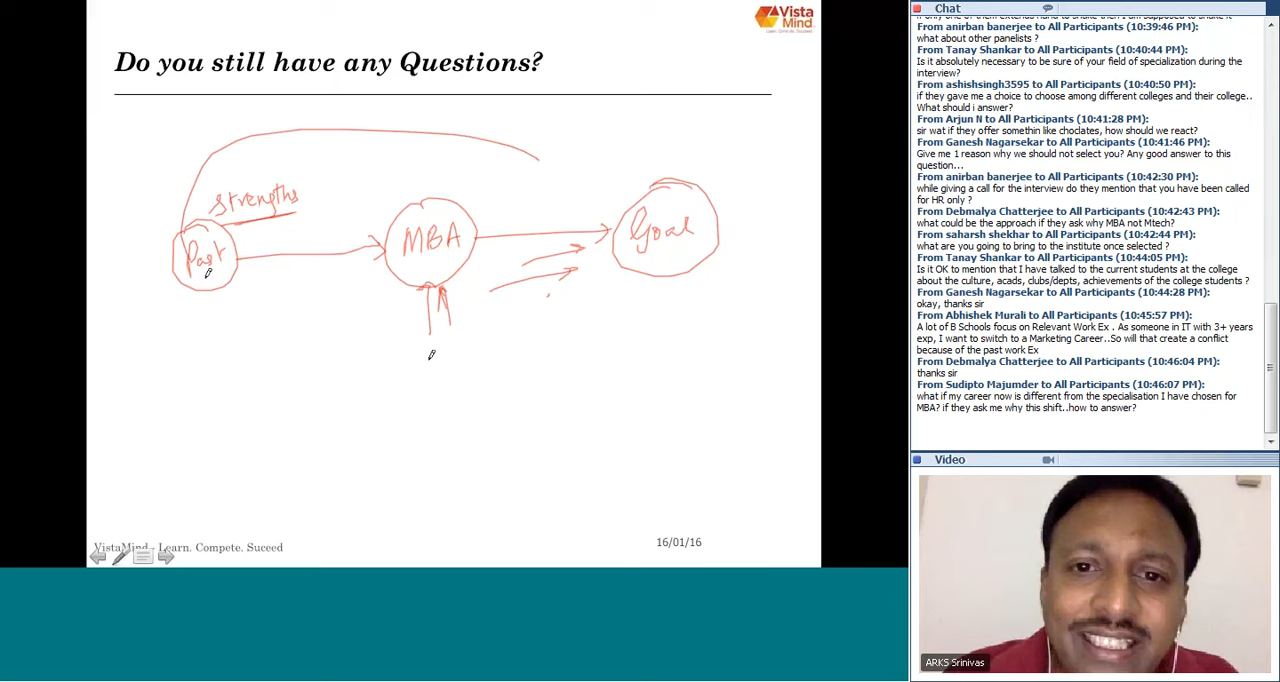 Vista
Mind
Do you still have any Questions?
strengths
Past
MBA
Goal
VistaMind - Learn. Compete. Suceed
16/01/16
Chat
From anirban banerjee to All Participants (10:39:46 PM):
what about other panelists ?
From Tanay Shankar to All Participants (10:40:44 PM):
Is it absolutely necessary to be sure of your field of specialization during the
interview?
From ashishsingh3595 to All Participants (10:40:50 PM):
if they gave me a choice to choose among different colleges and their college..
What should i answer?
From Arjun N to All Participants (10:41:28 PM):
sir wat if they offer somethin like choclates, how should we react?
From Ganesh Nagarsekar to All Participants (10:41:46 PM):
Give me 1 reason why we should not select you? Any good answer to this
question..
From anirban banerjee to All Participants (10:42:30 PM):
while giving a call for the interview do they mention that you have been called
for HR only ?
From Debmalya Chatterjee to All Participants (10:42:43 PM):
what could be the approach if they ask why MBA not Mtech?
From saharsh shekhar to All Participants (10:42:44 PM):
what are you going to bring to the institute once selected ?
From Tanay Shankar to All Participants (10:44:05 PM):
Is it OK to mention that I have talked to the current students at the college
about the culture, acads, clubs/depts, achievements of the college students ?
From Ganesh Nagarsekar to All Participants (10:44:28 PM):
okay, thanks sir
From Abhishek Murali to All Participants (10:45:57 PM):
A lot of B Schools focus on Relevant Work Ex . As someone in IT with 3+ years
exp, I want to switch to a Marketing Career..So will that create a conflict
because of the past work Ex
From Debmalya Chatterjee to All Participants (10:46:04 PM):
thanks sir
From Sudipto Majumder to All Participants (10:46:07 PM):
what if my career now is different from the specialisation I have chosen for
MBA? if they ask me why this shift..how to answer?
Video
ARKS Srinivas